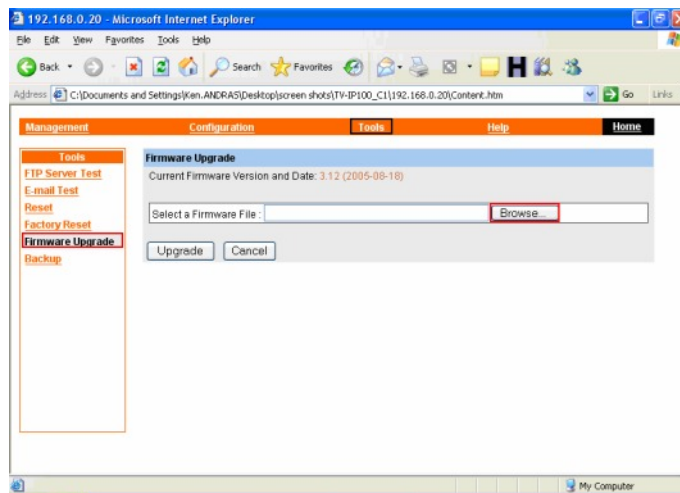 192.168.0.20 - Microsoft Internet Explorer
File Edit View Favorites Tools Help
Back Search Favorites
Address C:\Documents and Settings\Ken.ANDRAS\Desktop\screen shots\TV-IP100_C1\192.168.0.20\Content.htm Go Links
Management Configuration Tools Help Home
Tools
FTP Server Test
E-mail Test
Reset
Factory Reset
Firmware Upgrade
Backup
Firmware Upgrade
Current Firmware Version and Date: 3.12 (2005-08-18)
Select a Firmware File : Browse...
Upgrade Cancel
My Computer